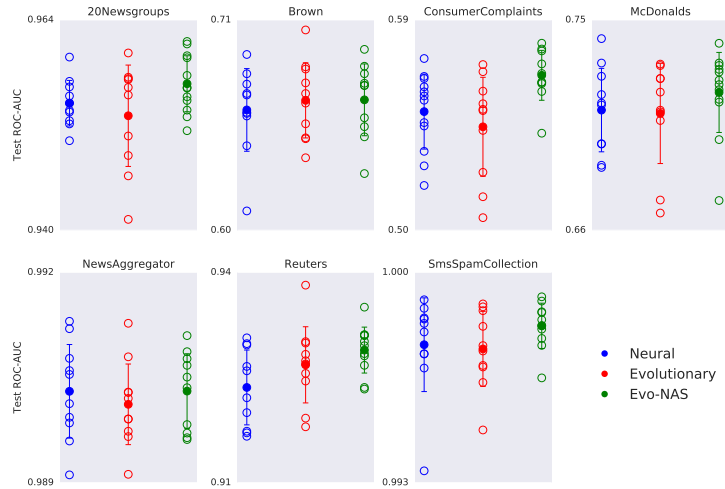 20Newsgroups
Brown
ConsumerComplaints
McDonalds
0.964
0.71
0.59
0.75
Test ROC-AUC
0.940
0.60
0.50
0.66
NewsAggregator
Reuters
SmsSpamCollection
0.992
0.94
1.000
Test ROC-AUC
Neural
Evolutionary
Evo-NAS
0.989
0.91
0.993